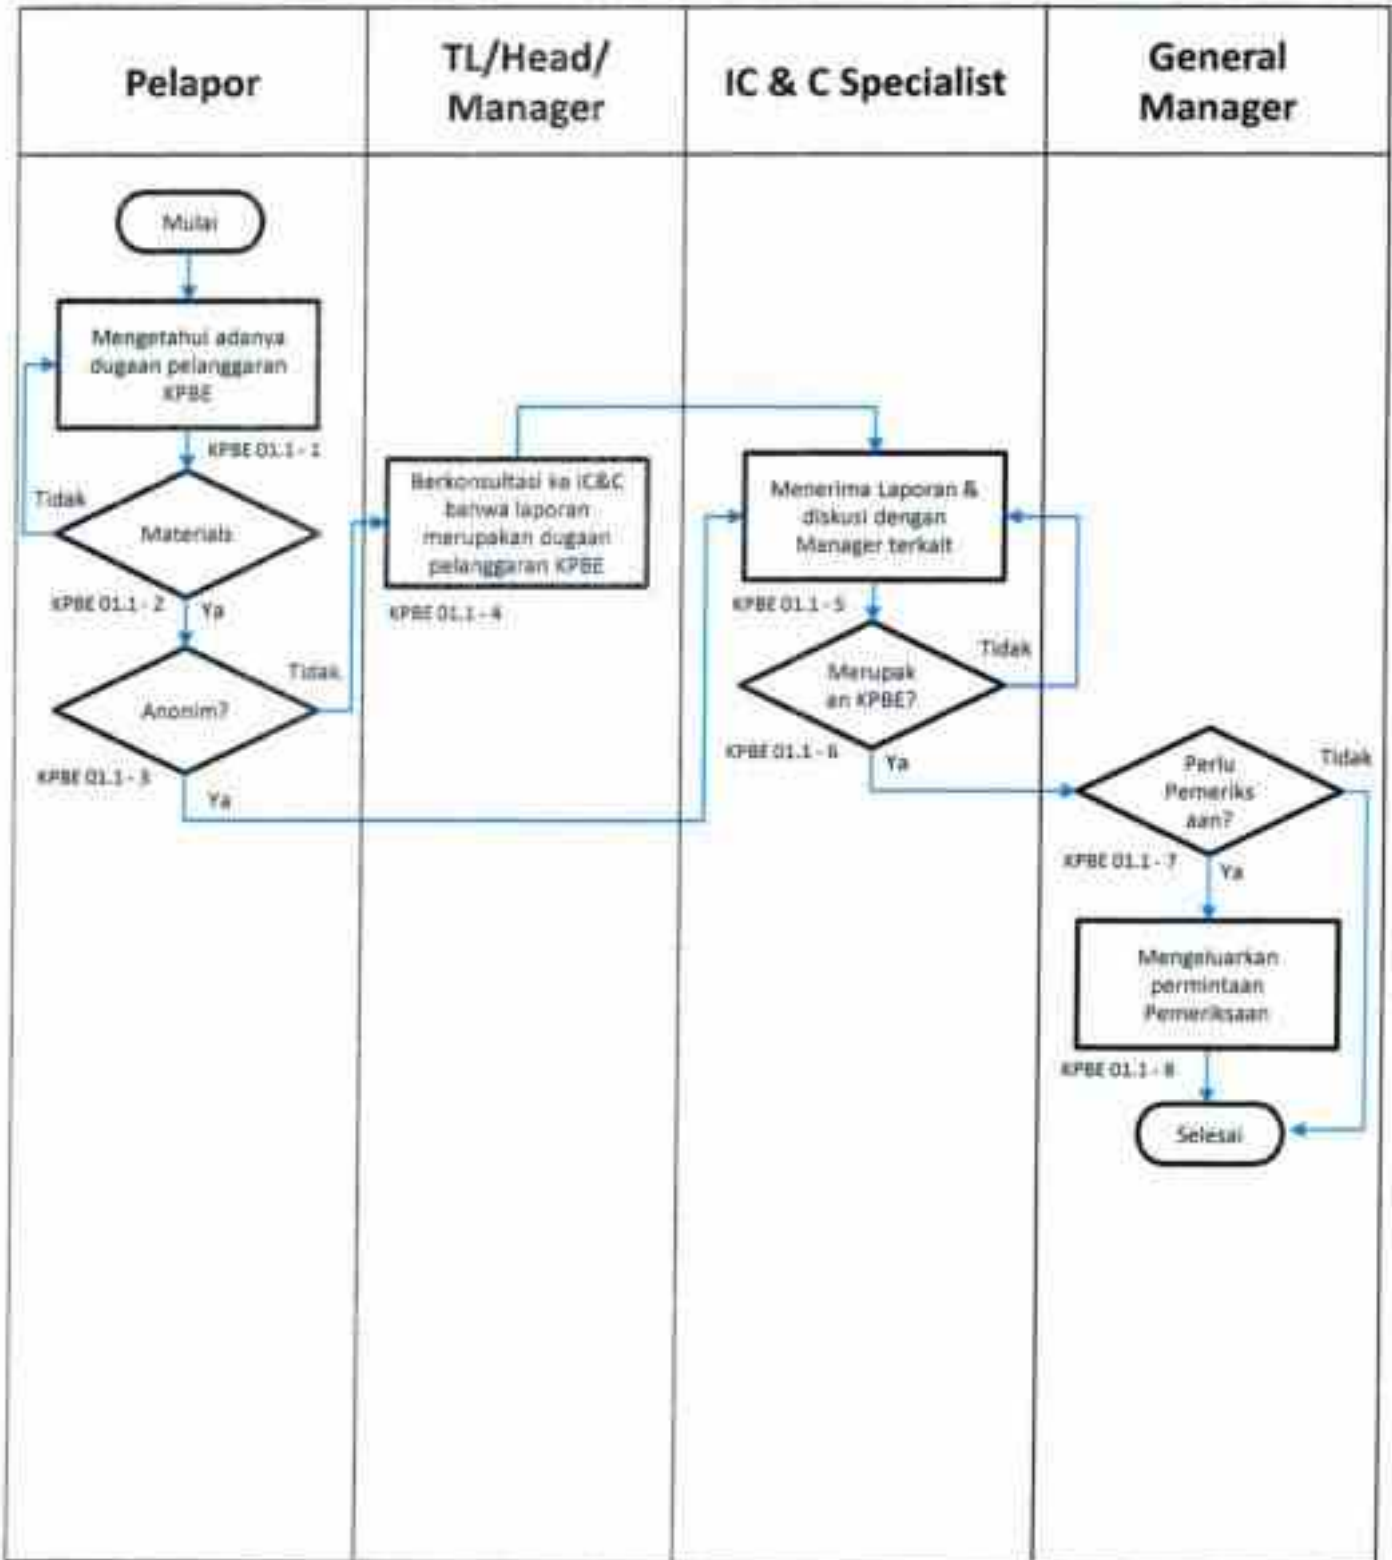 Pelapor
TL/Head/
Manager
IC & C Specialist
General
Manager
Mulai
Mengetahui adanya
dugaan pelanggaran
KPBE
KPBE 01.1 - 1
Tidak
Materials
KPBE 01.1 - 2
Ya
Tidak
Anonim?
KPBE 01.1 - 3
Ya
Berkonsultasi ke IC&C
bahwa laporan
merupakan dugaan
pelanggaran KPBE
KPBE 01.1 - 4
Menerima Laporan &
diskusi dengan
Manager terkait
KPBE 01.1 - 5
Tidak
Merupak
an KPBE?
KPBE 01.1 - 6
Ya
Tidak
Perlu
Pemeriks
aan?
KPBE 01.1 - 7
Ya
Mengeluarkan
permintaan
Pemeriksaan
KPBE 01.1 - 8
Selesai